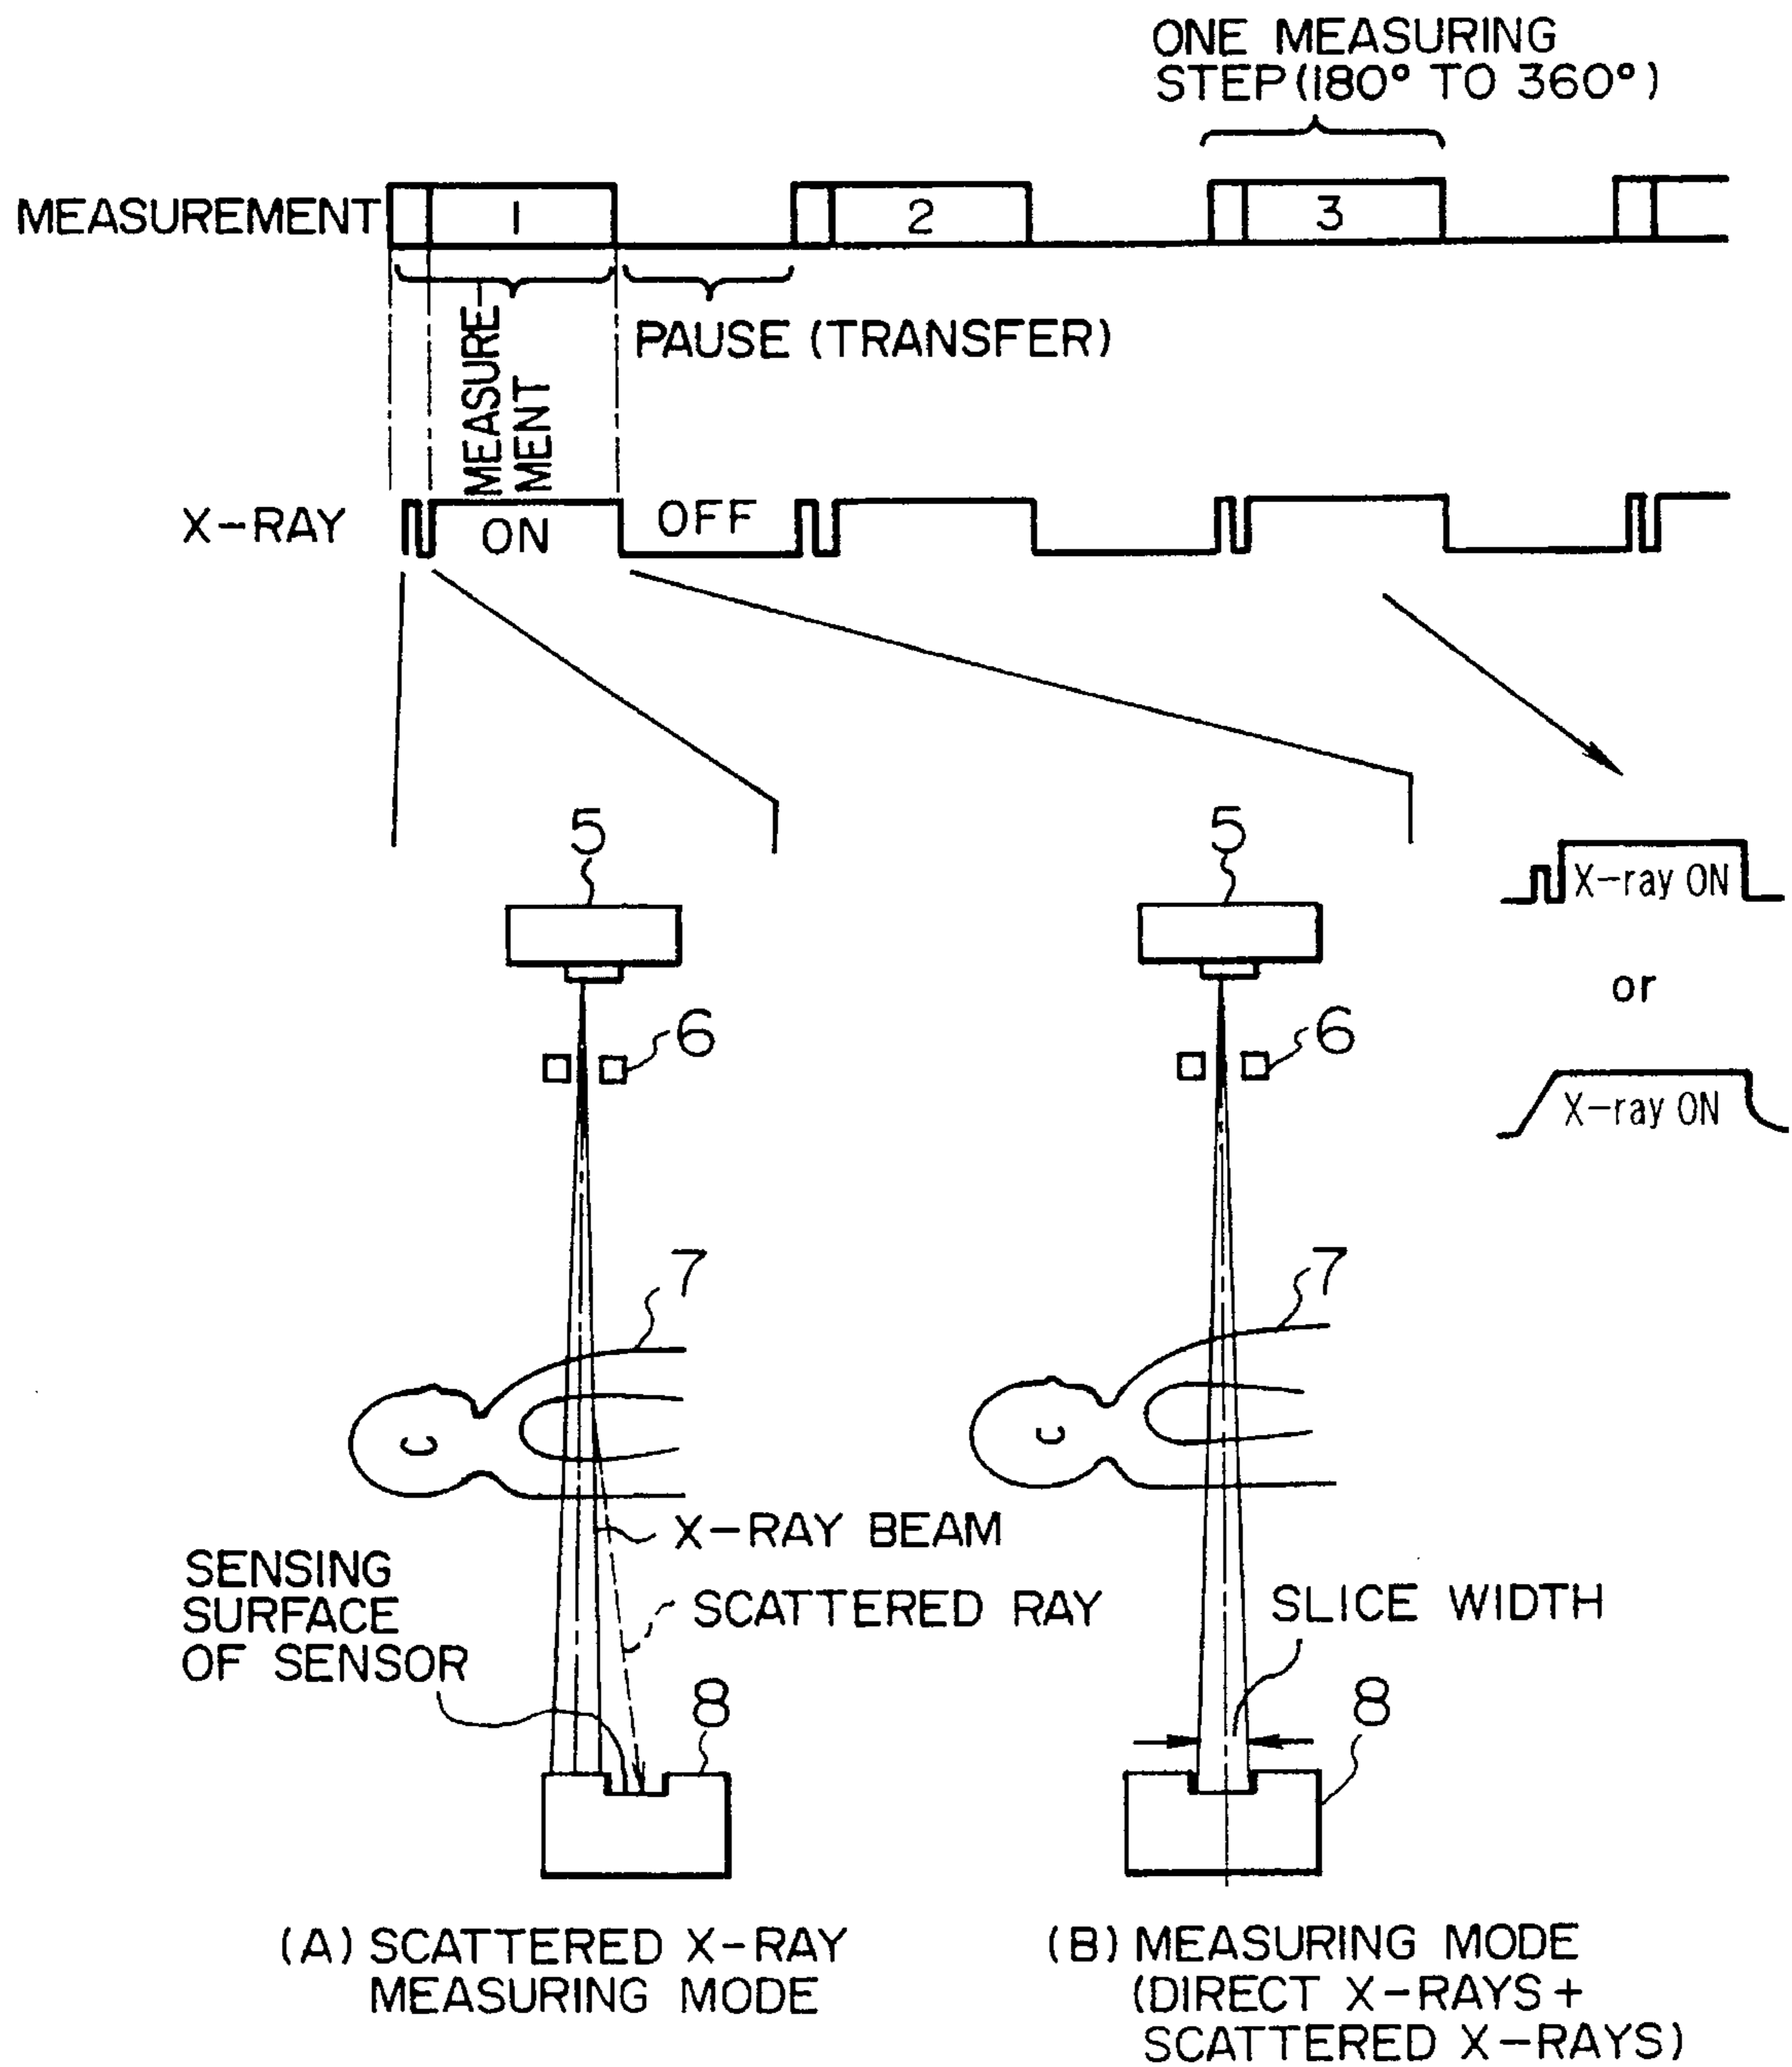 ONE MEASURING
STEP (180° TO 360°)
MEASUREMENT
1
2
3
MEASURE-
MENT
PAUSE (TRANSFER)
X-RAY
ON
OFF
5
5
X-ray ON
or
X-ray ON
6
6
7
7
X-RAY BEAM
SENSING
SURFACE
OF SENSOR
SCATTERED RAY
SLICE WIDTH
8
8
(A) SCATTERED X-RAY
MEASURING MODE
(B) MEASURING MODE
(DIRECT X-RAYS +
SCATTERED X-RAYS)